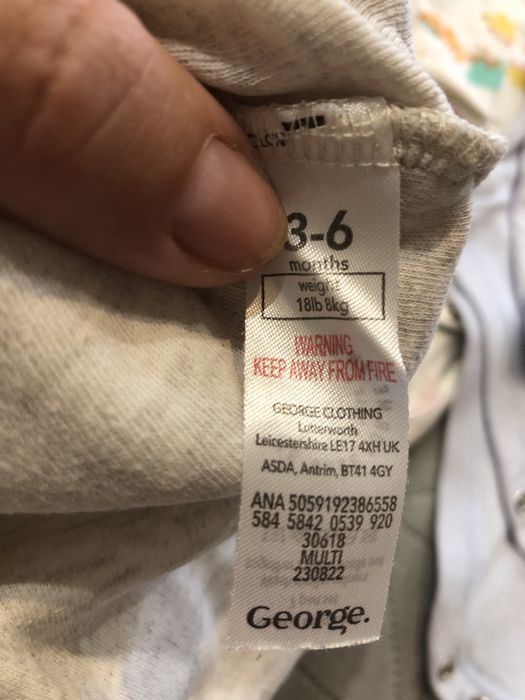 3-6
months
weight
18lb 8kg
WARNING
KEEP AWAY FROM FIRE
GEORGE CLOTHING
Lutterworth
Leicestershire LE17 4XH UK
ASDA, Antrim, BT41 4GY
ANA 5059192386558
584 5842 0539 920
30618
MULTI
230822
George.